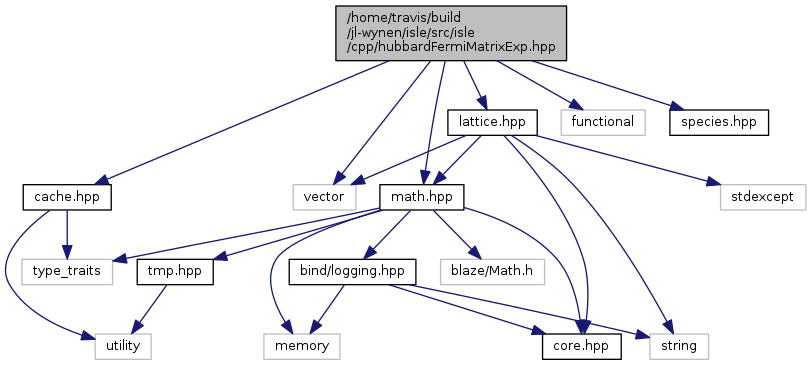 /home/travis/build
/jl-wynen/isle/src/isle
/cpp/hubbardFermiMatrixExp.hpp
lattice.hpp
functional
species.hpp
cache.hpp
vector
math.hpp
stdexcept
type_traits
tmp.hpp
bind/logging.hpp
blaze/Math.h
utility
memory
core.hpp
string